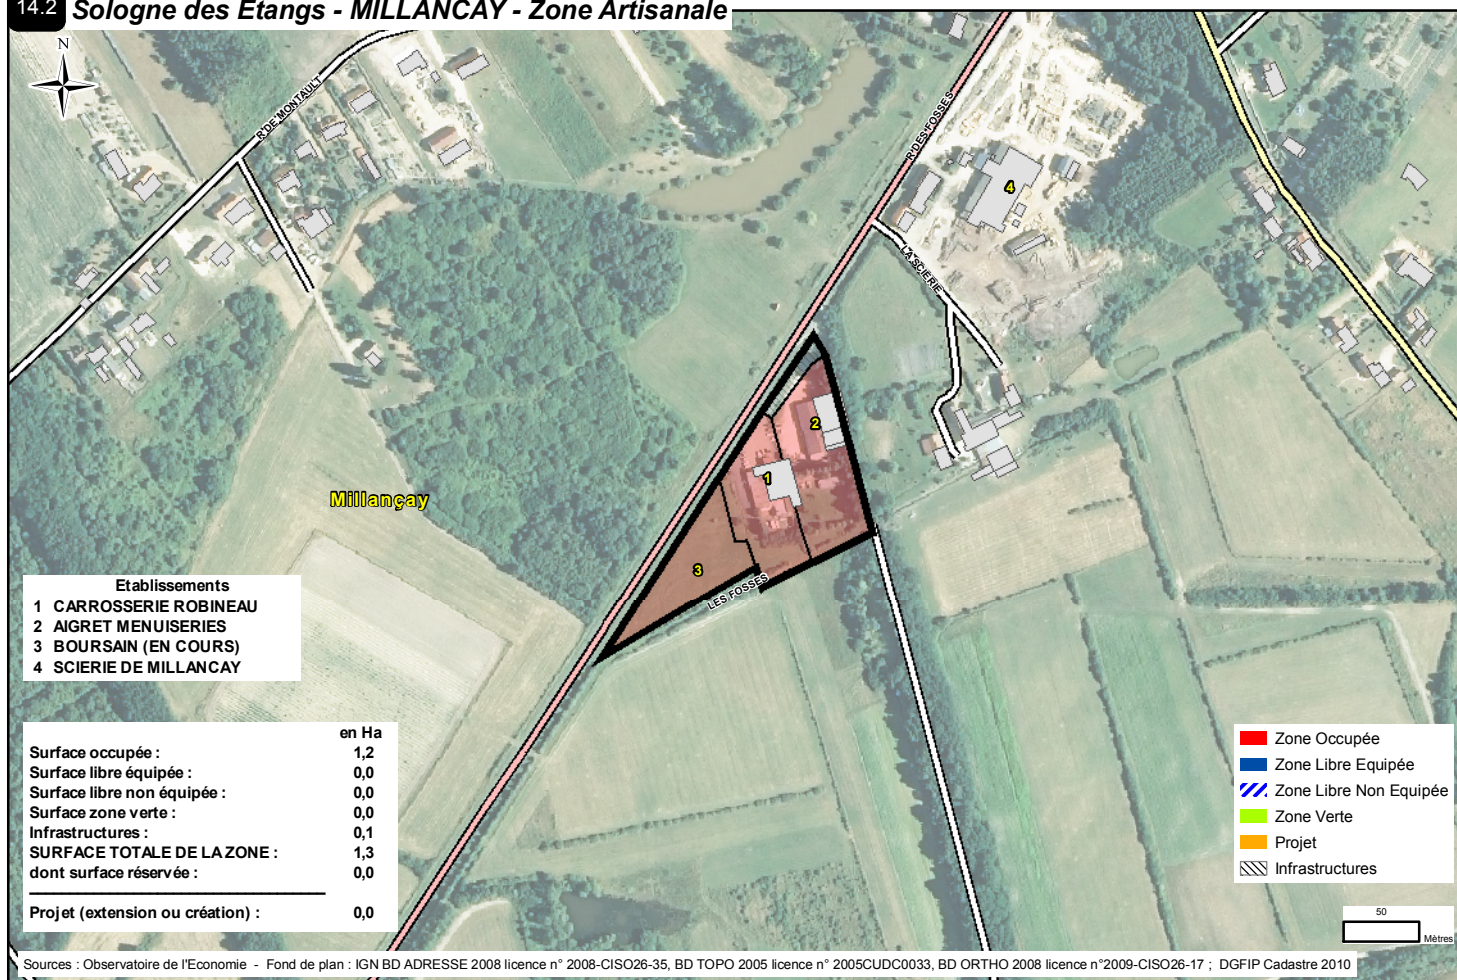 14.2 Sologne des Etangs - MILLANCAY - Zone Artisanale
N
R DE MONTAULT
R DES FOSSES
4
LA SCIERIE
2
1
Millançay
3
LES FOSSES
Etablissements
1 CARROSSERIE ROBINEAU
2 AIGRET MENUISERIES
3 BOURSAIN (EN COURS)
4 SCIERIE DE MILLANCAY
en Ha
Surface occupée : 1,2
Surface libre équipée : 0,0
Surface libre non équipée : 0,0
Surface zone verte : 0,0
Infrastructures : 0,1
SURFACE TOTALE DE LA ZONE : 1,3
dont surface réservée : 0,0
Projet (extension ou création) : 0,0
Zone Occupée
Zone Libre Equipée
Zone Libre Non Equipée
Zone Verte
Projet
Infrastructures
50
Mètres
Sources : Observatoire de l'Economie - Fond de plan : IGN BD ADRESSE 2008 licence n° 2008-CISO26-35, BD TOPO 2005 licence n° 2005CUDC0033, BD ORTHO 2008 licence n°2009-CISO26-17 ; DGFIP Cadastre 2010